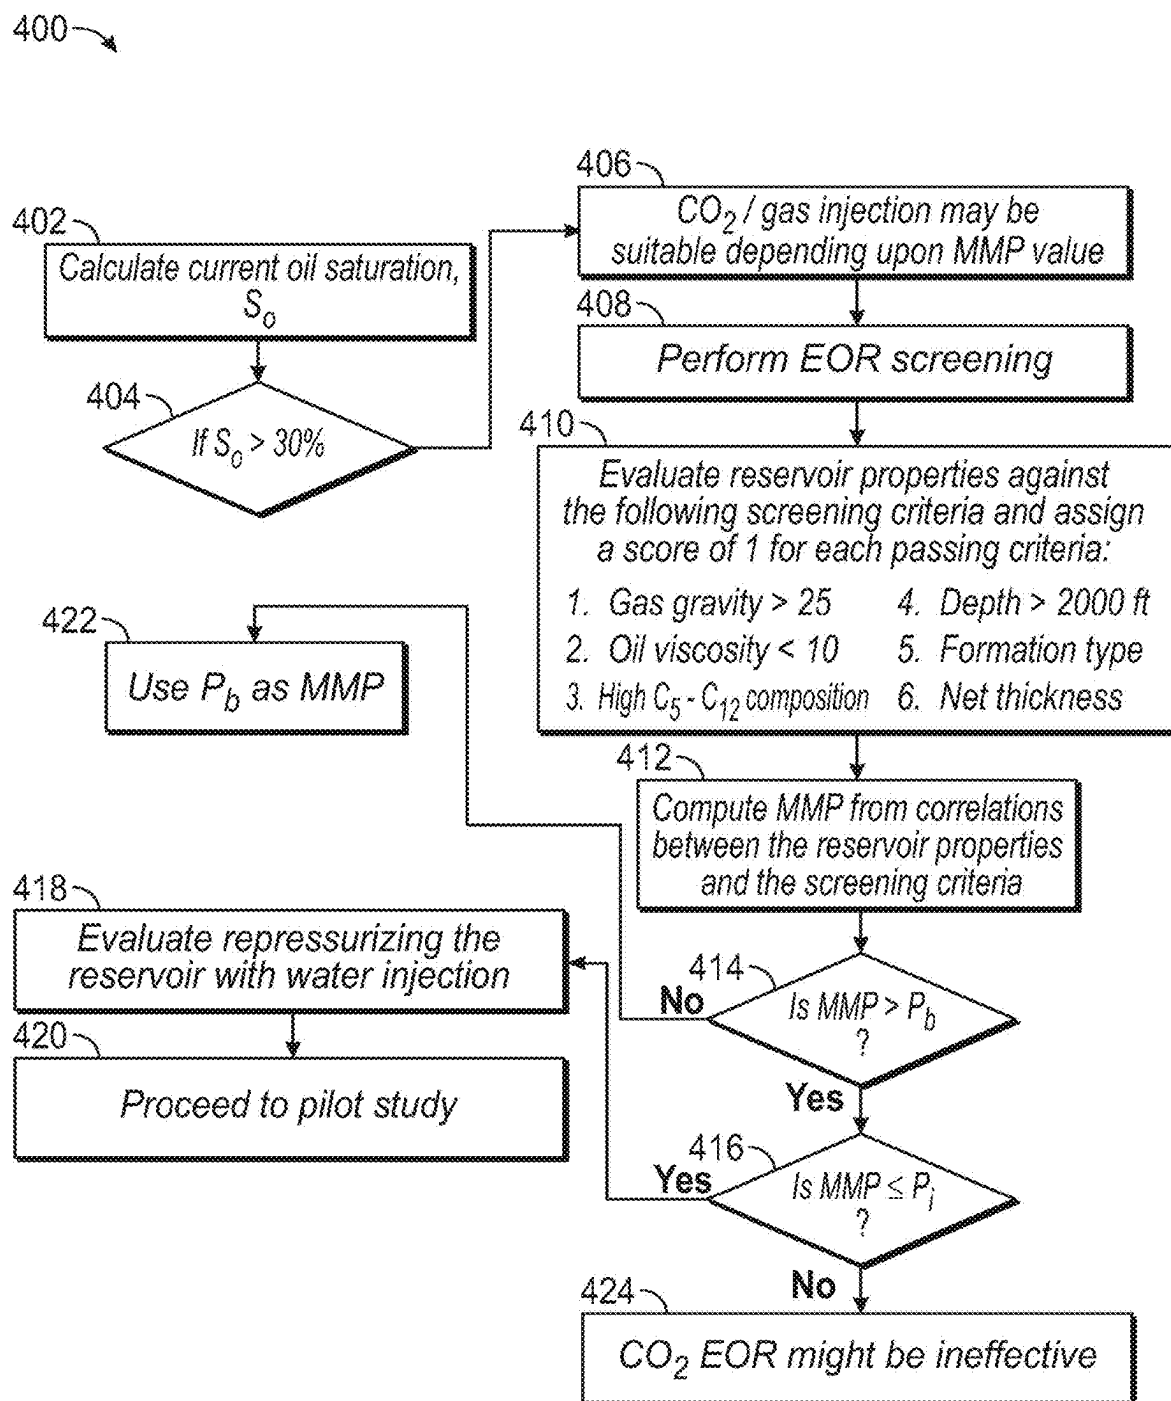 400
402
Calculate current oil saturation,
Sₒ
404
If Sₒ > 30%
406
CO₂ / gas injection may be
suitable depending upon MMP value
408
Perform EOR screening
410
Evaluate reservoir properties against
the following screening criteria and assign
a score of 1 for each passing criteria:
1. Gas gravity > 25
2. Oil viscosity < 10
3. High C₅ - C₁₂ composition
4. Depth > 2000 ft
5. Formation type
6. Net thickness
412
Compute MMP from correlations
between the reservoir properties
and the screening criteria
414
Is MMP > P_b
?
No
Yes
416
Is MMP ≤ P_i
?
Yes
No
418
Evaluate repressurizing the
reservoir with water injection
420
Proceed to pilot study
422
Use P_b as MMP
424
CO₂ EOR might be ineffective